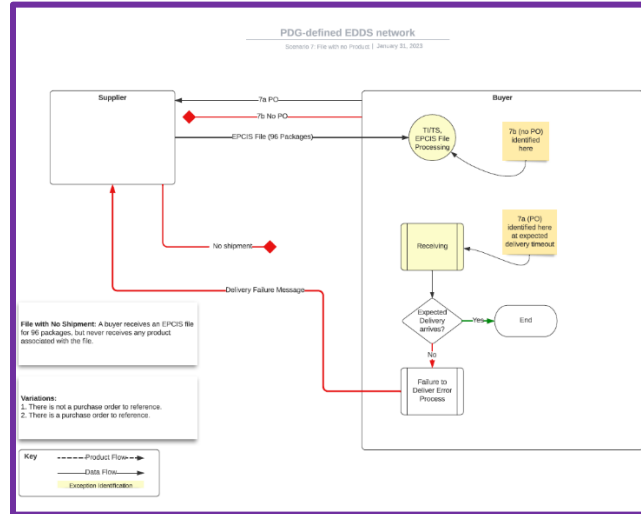 PDG-defined EDDS network
Scenario 7: File with No Product | January 31, 2023
Supplier
7a PO
7b No PO
EPCIS File (96 Packages)
Buyer
TI/TS,
EPCIS File
Processing
7b (no PO)
identified
here
No shipment
Receiving
7a (PO)
identified here
at expected
delivery timeout
Delivery Failure Message
Expected
Delivery
arrives?
Yes
End
No
Failure to
Deliver Error
Process
File with No Shipment: A buyer receives an EPCIS file
for 96 packages, but never receives any product
associated with the file.
Variations:
1. There is not a purchase order to reference.
2. There is a purchase order to reference.
Key
Product Flow
Data Flow
Exception Identification